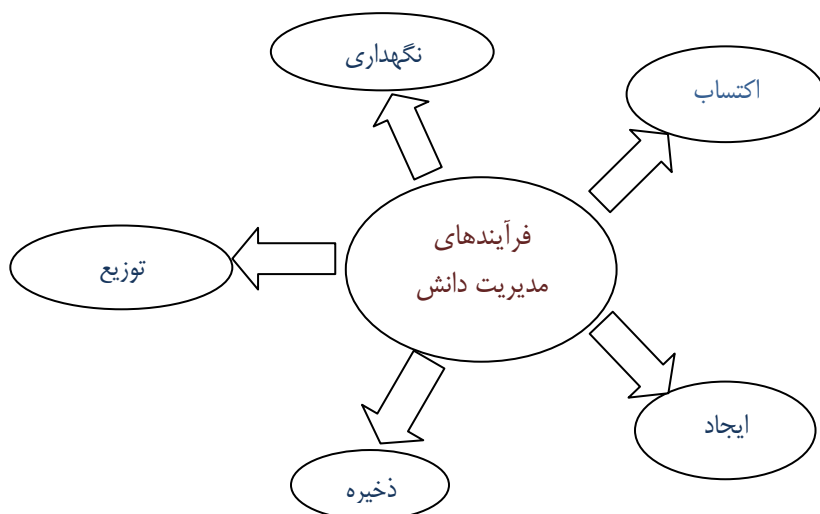 نگهداری
اکتساب
فرآیندهای
مدیریت دانش
توزیع
ایجاد
ذخیره